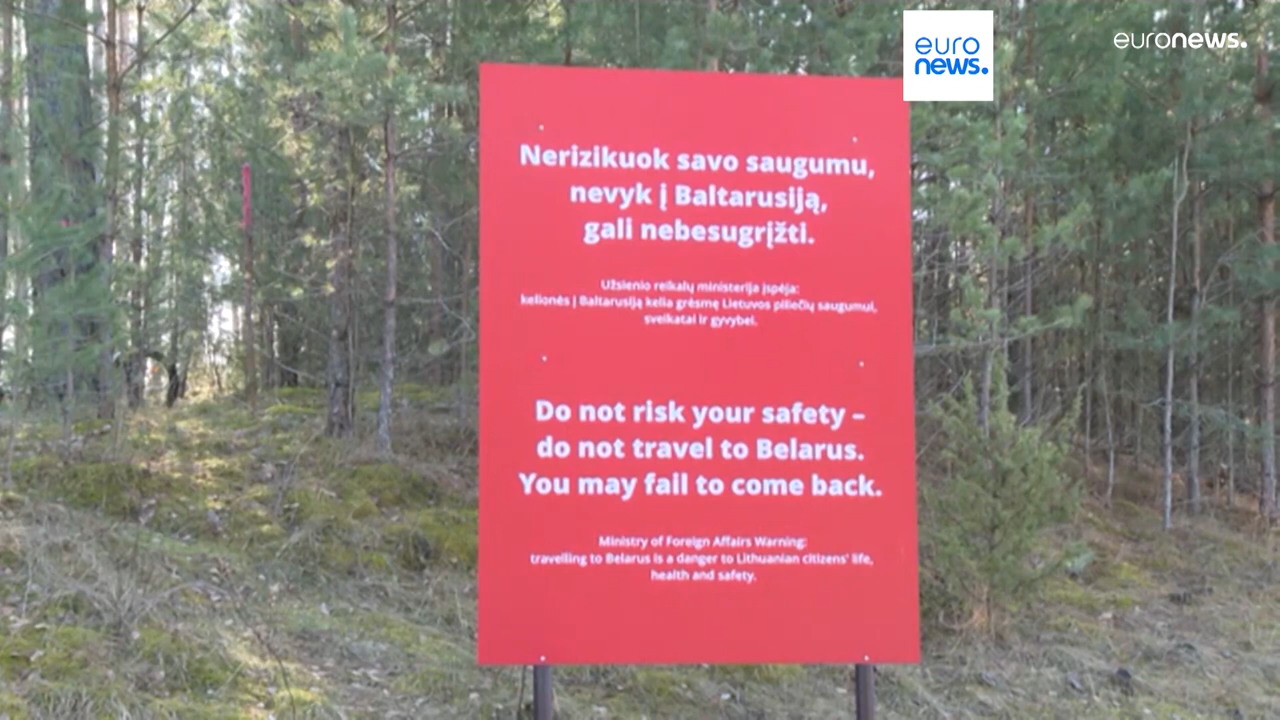 euro
news.
euronews.
Nerizikuok savo saugumu,
nevyk į Baltarusiją,
gali nebesugrįžti.
Užsienio reikalų ministerija įspėja:
kelionės į Baltarusiją kelia grėsmę Lietuvos piliečių saugumui,
sveikatai ir gyvybei.
Do not risk your safety –
do not travel to Belarus.
You may fail to come back.
Ministry of Foreign Affairs Warning:
travelling to Belarus is a danger to Lithuanian citizens' life,
health and safety.